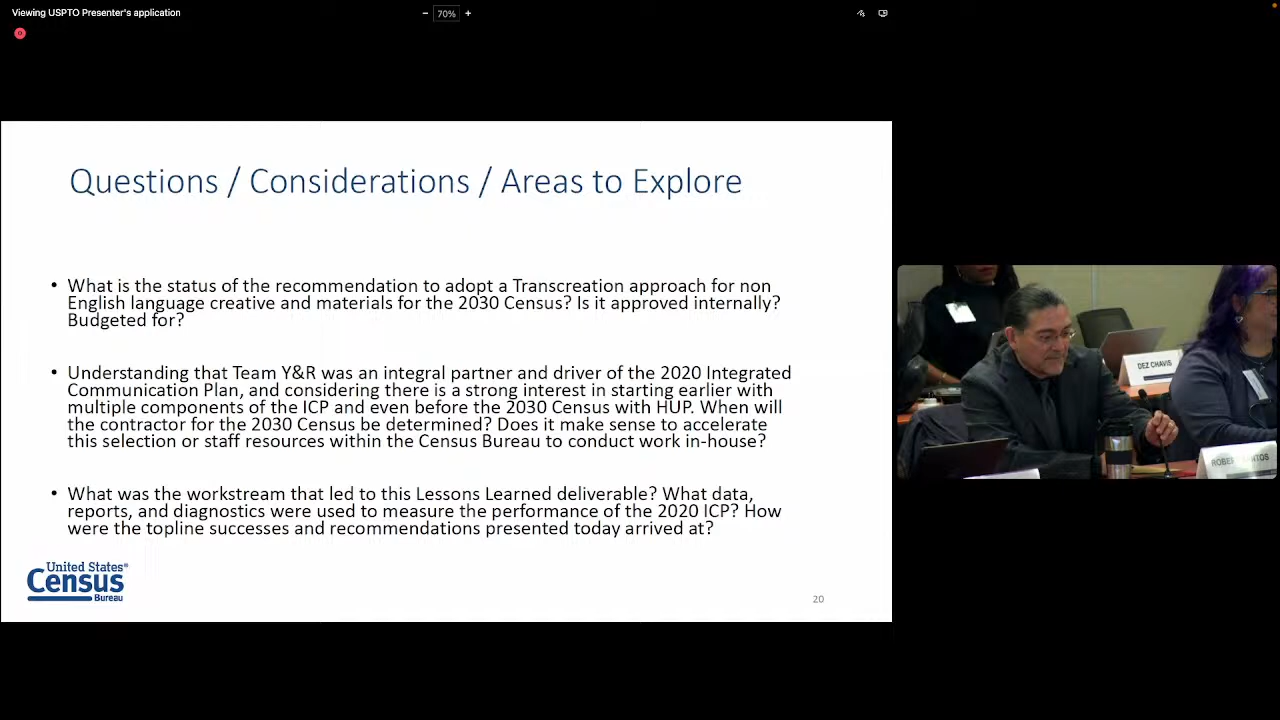 Viewing USPTO Presenter's application
− 70% +
Questions / Considerations / Areas to Explore
• What is the status of the recommendation to adopt a Transcreation approach for non
English language creative and materials for the 2030 Census? Is it approved internally?
Budgeted for?
• Understanding that Team Y&R was an integral partner and driver of the 2020 Integrated
Communication Plan, and considering there is a strong interest in starting earlier with
multiple components of the ICP and even before the 2030 Census with HUP. When will
the contractor for the 2030 Census be determined? Does it make sense to accelerate
this selection or staff resources within the Census Bureau to conduct work in-house?
• What was the workstream that led to this Lessons Learned deliverable? What data,
reports, and diagnostics were used to measure the performance of the 2020 ICP? How
were the topline successes and recommendations presented today arrived at?
United States®
Census
Bureau
20
DEZ CHAVIS